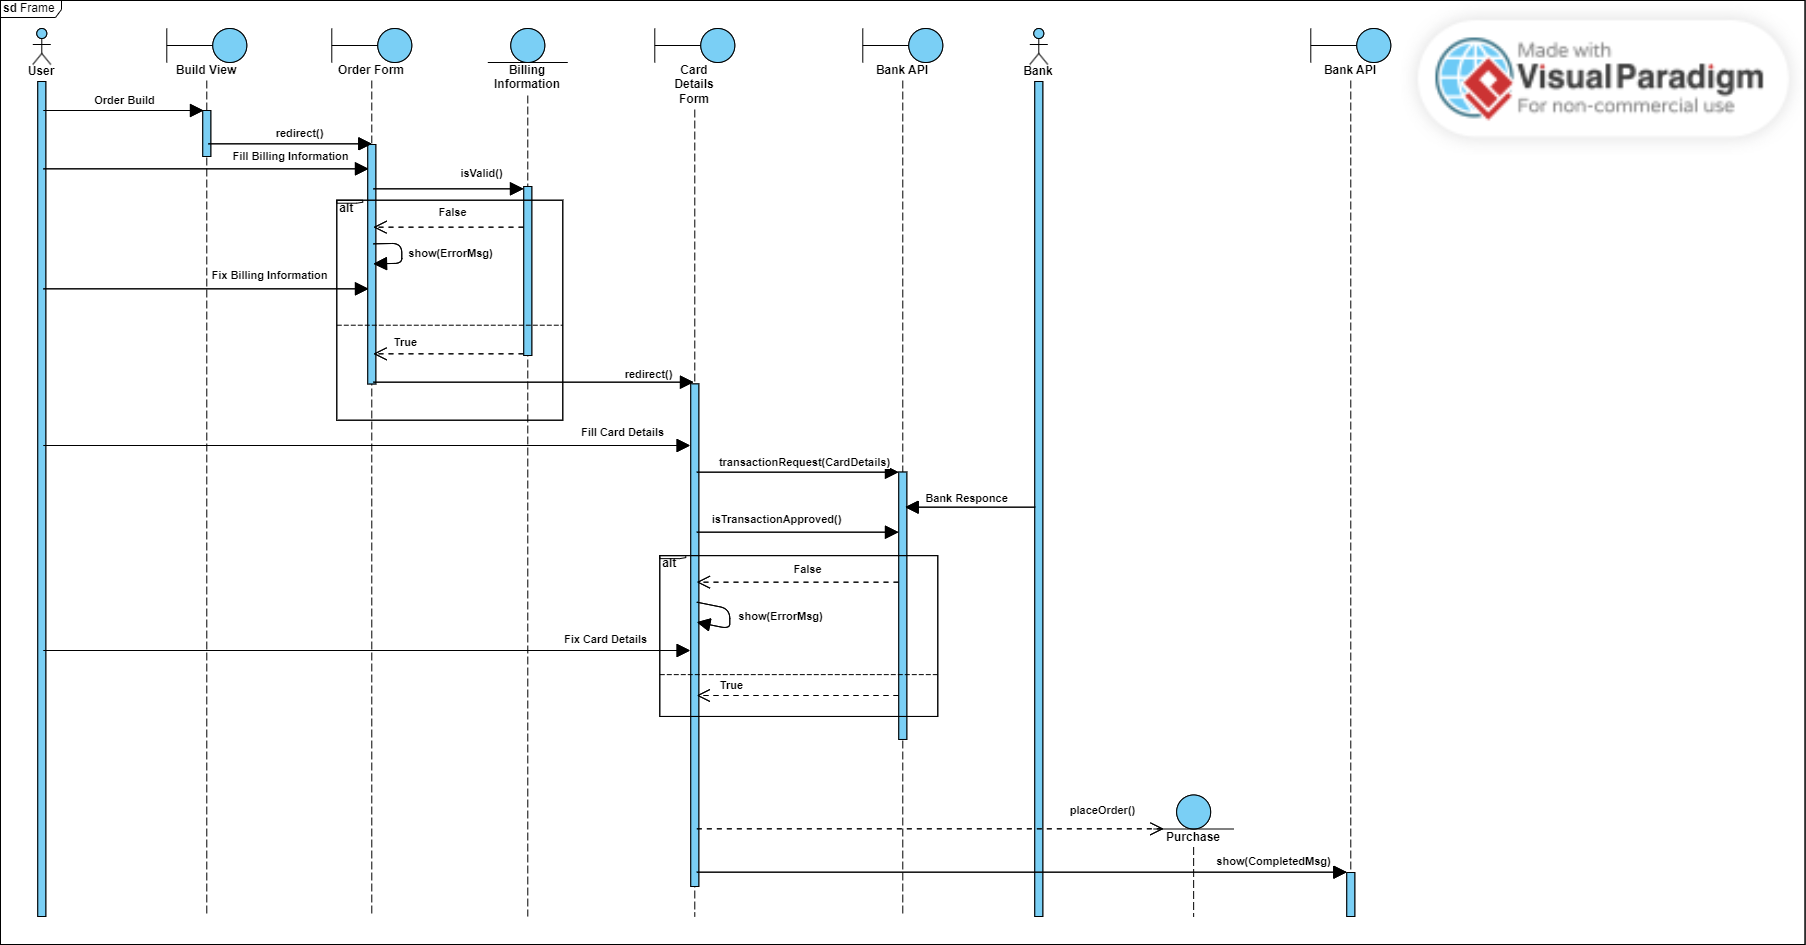 sd Frame
User
Build View
Order Form
Billing
Information
Card
Details
Form
Bank API
Bank
Bank API
Made with
Visual Paradigm
For non-commercial use
Order Build
redirect()
Fill Billing Information
isValid()
alt
False
show(ErrorMsg)
Fix Billing Information
True
redirect()
Fill Card Details
transactionRequest(CardDetails)
Bank Responce
isTransactionApproved()
alt
False
show(ErrorMsg)
Fix Card Details
True
placeOrder()
Purchase
show(CompletedMsg)